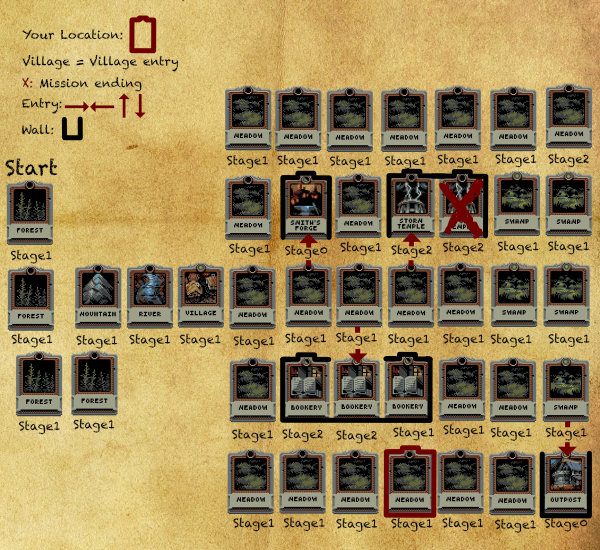 Your Location:
Village = Village entry
X: Mission ending
Entry:
Wall:
Start
MEADOW MEADOW MEADOW MEADOW MEADOW MEADOW MEADOW
Stage1 Stage1 Stage1 Stage1 Stage1 Stage1 Stage2
FOREST MEADOW SMITH'S FORGE MEADOW STORM TEMPLE SWAMP SWAMP
Stage1 Stage1 Stage0 Stage1 Stage2 Stage2 Stage1 Stage1
FOREST MOUNTAIN RIVER VILLAGE MEADOW MEADOW MEADOW MEADOW MEADOW SWAMP SWAMP
Stage1 Stage1 Stage1 Stage1 Stage1 Stage1 Stage1 Stage1 Stage1 Stage1 Stage1
FOREST FOREST MEADOW BOOKERY BOOKERY BOOKERY MEADOW MEADOW SWAMP
Stage1 Stage1 Stage1 Stage2 Stage2 Stage1 Stage1 Stage1 Stage1
MEADOW MEADOW MEADOW MEADOW MEADOW MEADOW OUTPOST
Stage1 Stage1 Stage1 Stage1 Stage1 Stage1 Stage0